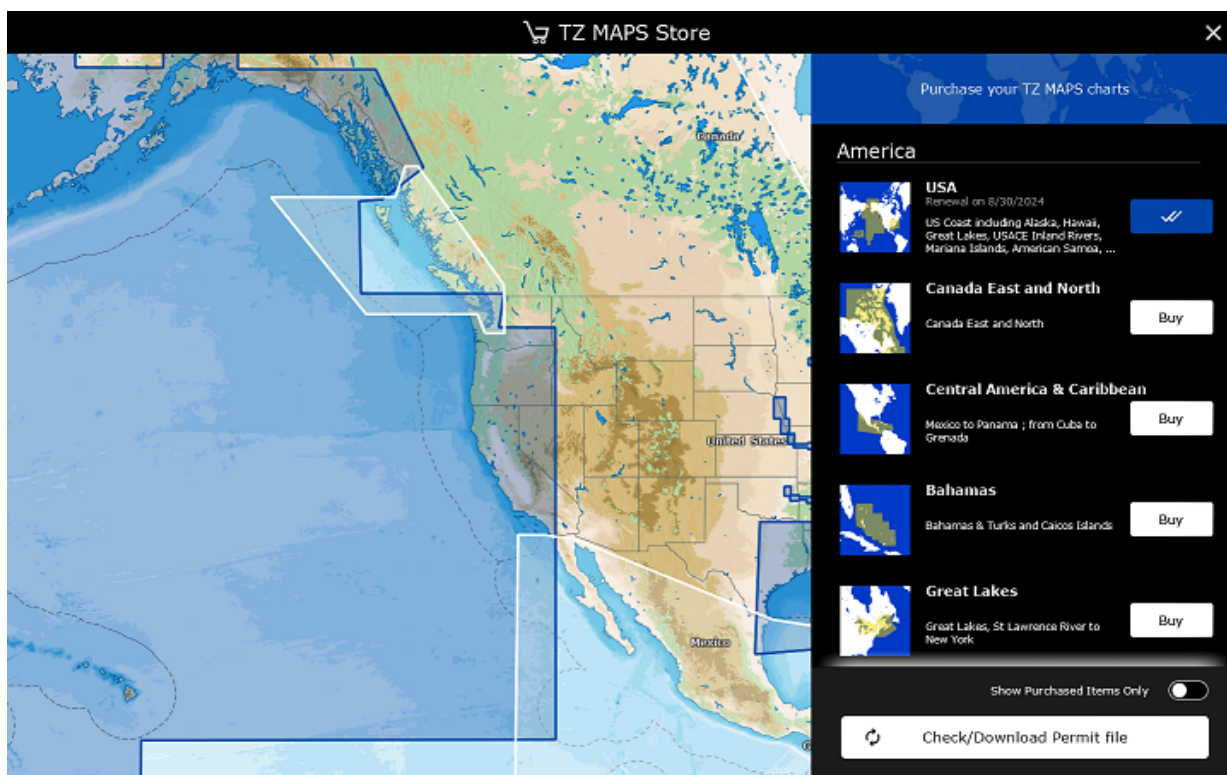 TZ MAPS Store
Purchase your TZ MAPS charts
America
USA
Renewal on 8/30/2024
US Coast including Alaska, Hawaii,
Great Lakes, USACE Inland Rivers,
Mariana Islands, American Samoa, ...
Canada East and North
Canada East and North
Buy
Central America & Caribbean
Mexico to Panama ; from Cuba to
Grenada
Buy
Bahamas
Bahamas & Turks and Caicos Islands
Buy
Great Lakes
Great Lakes, St Lawrence River to
New York
Buy
Show Purchased Items Only
Check/Download Permit file
Canada
United States
Mexico